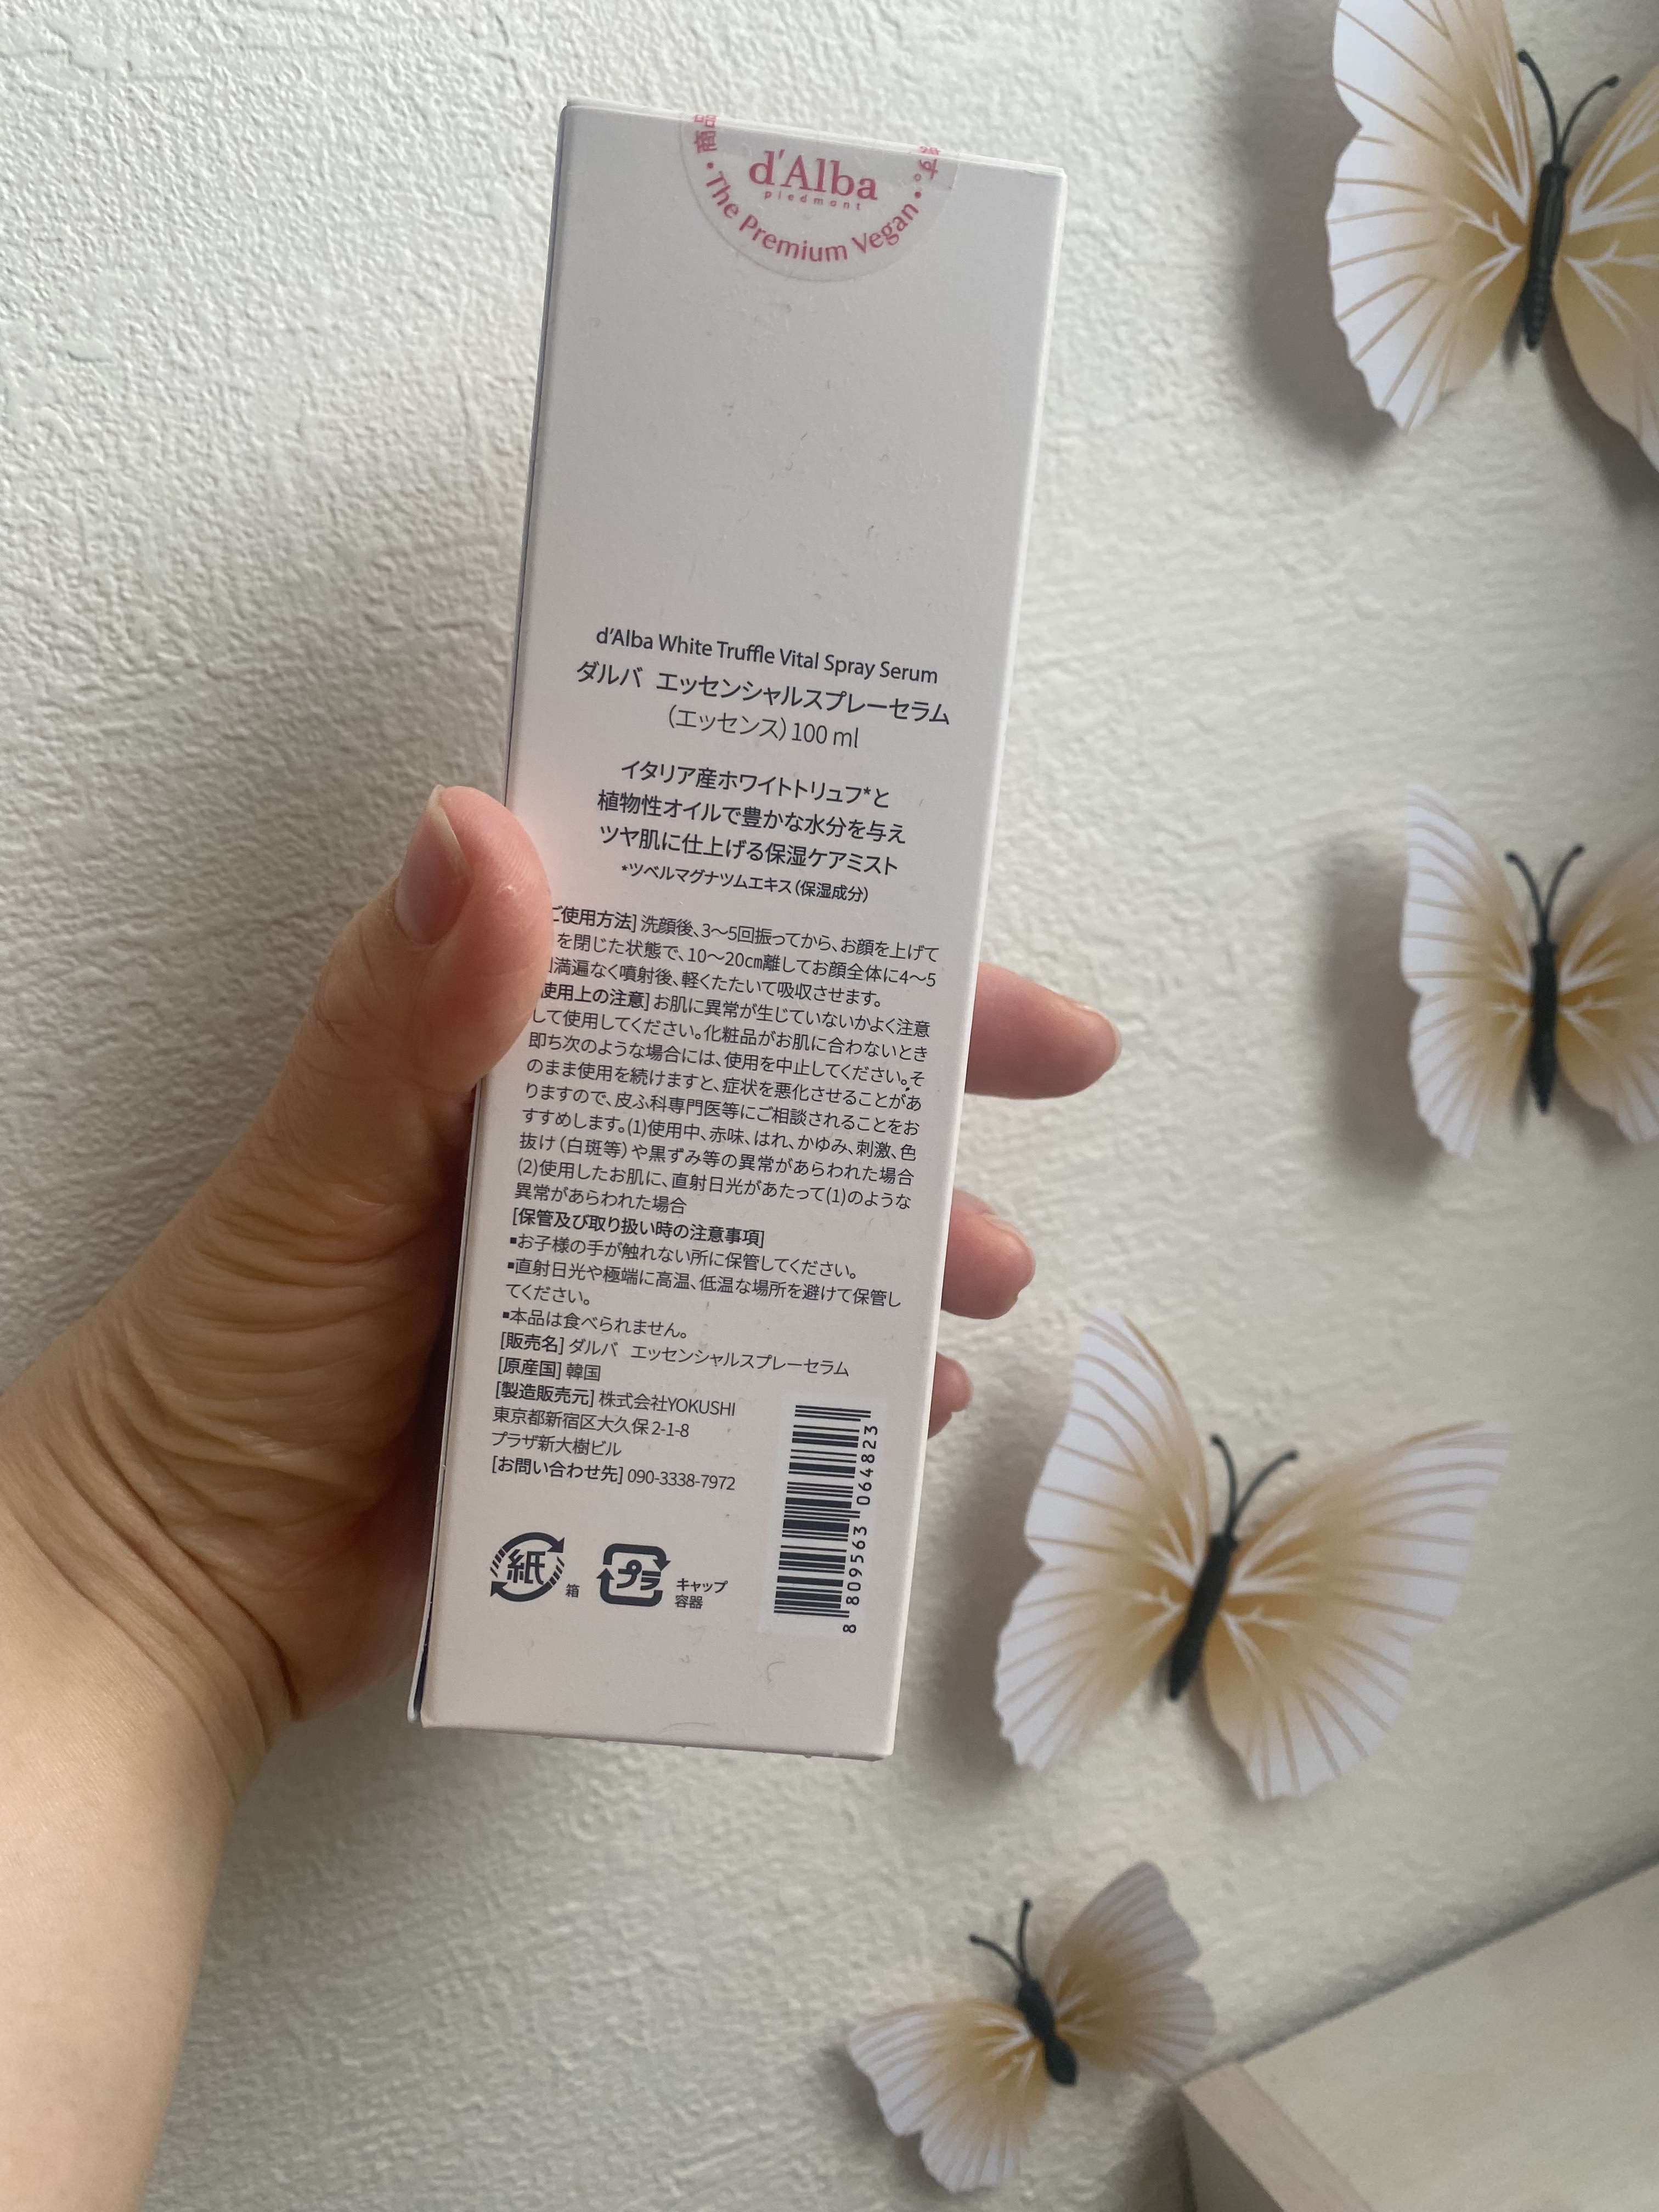 商品
す。
d'Alba
piedmont
• The Premium Vegan •
d'Alba White Truffle Vital Spray Serum
ダルバ エッセンシャルスプレーセラム
(エッセンス) 100 ml
イタリア産ホワイトトリュフ*と
植物性オイルで豊かな水分を与え
ツヤ肌に仕上げる保湿ケアミスト
*ツベルマグナツムエキス(保湿成分)
ご使用方法] 洗顔後、3〜5回振ってから、お顔を上げて
を閉じた状態で、10〜20㎝離してお顔全体に4〜5
満遍なく噴射後、軽くたたいて吸収させます。
使用上の注意] お肌に異常が生じていないかよく注意
して使用してください。化粧品がお肌に合わないとき
即ち次のような場合には、使用を中止してください。そ
のまま使用を続けますと、症状を悪化させることがあ
りますので、皮ふ科専門医等にご相談されることをお
すすめします。(1)使用中、赤味、はれ、かゆみ、刺激、色
抜け(白斑等)や黒ずみ等の異常があらわれた場合
(2)使用したお肌に、直射日光があたって(1)のような
異常があらわれた場合
[保管及び取り扱い時の注意事項]
▪お子様の手が触れない所に保管してください。
▪直射日光や極端に高温、低温な場所を避けて保管し
てください。
▪本品は食べられません。
[販売名] ダルバ エッセンシャルスプレーセラム
[原産国] 韓国
[製造販売元] 株式会社YOKUSHI
東京都新宿区大久保 2-1-8
プラザ新大樹ビル
[お問い合わせ先] 090-3338-7972
紙 箱
プラ キャップ
容器
8 809563 064823